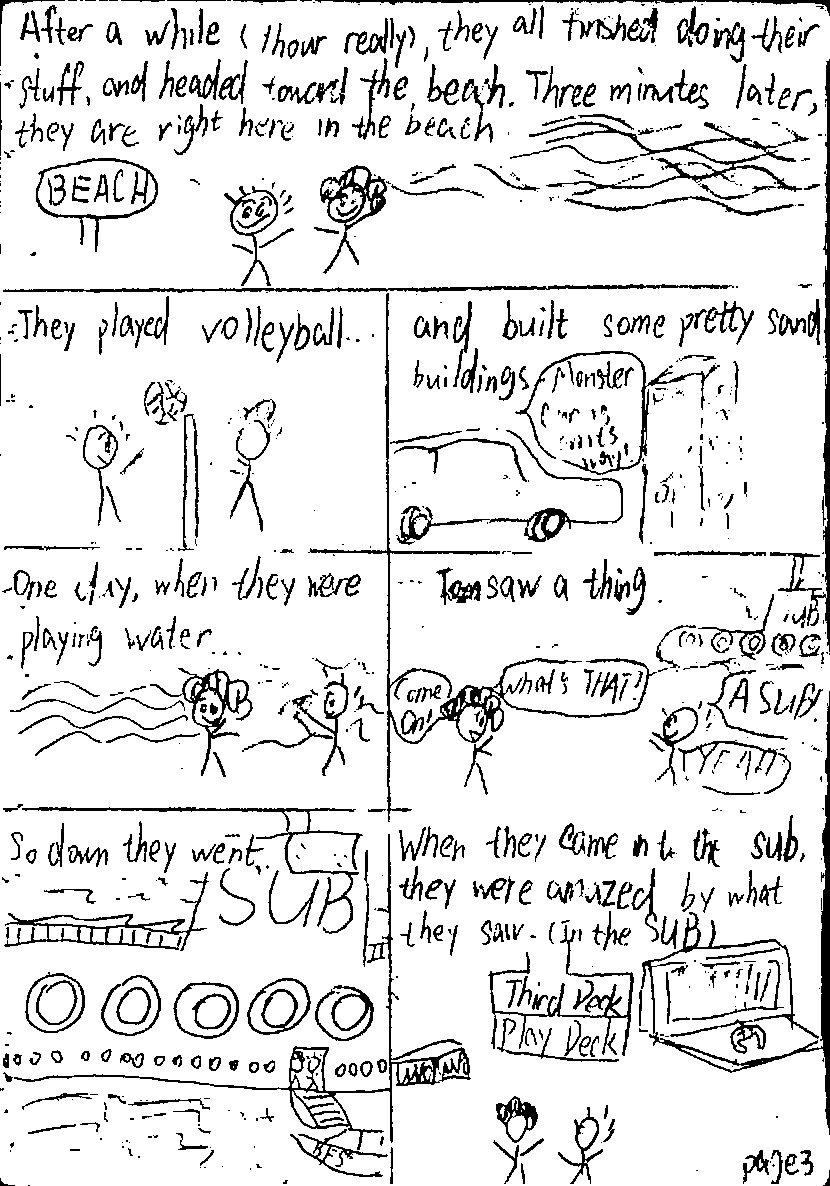 After a while (1hour really), they all finished doing their
stuff, and headed toward the beach. Three minutes later,
they are right here in the beach.
BEACH
They played volleyball...
and built some pretty sand
buildings.
Monster
Car is
way!
One day, when they were
playing water...
Tom saw a thing
SUB
Come
On!
What's THAT!
A SUB!
YEAH
So down they went...
SUB
When they came into the sub,
they were amazed by what
they saw. (In the SUB)
Third Deck
Play Deck
page3